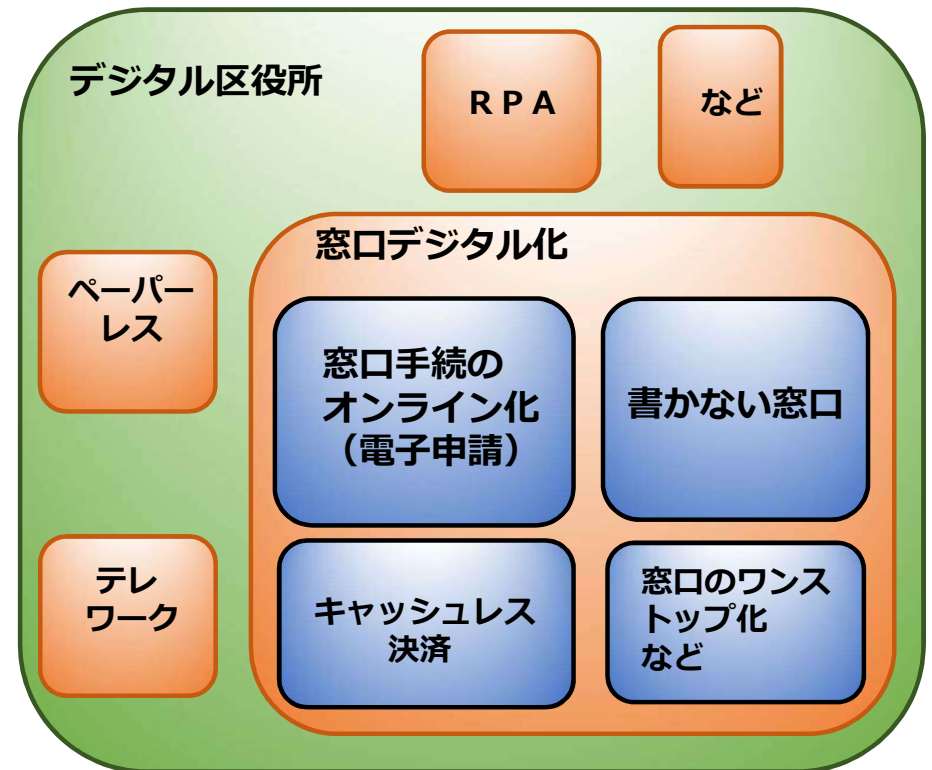 デジタル区役所
ＲＰＡ
など
窓口デジタル化
ペーパー
レス
窓口手続の
オンライン化
（電子申請）
書かない窓口
テレ
ワーク
キャッシュレス
決済
窓口のワンス
トップ化
など